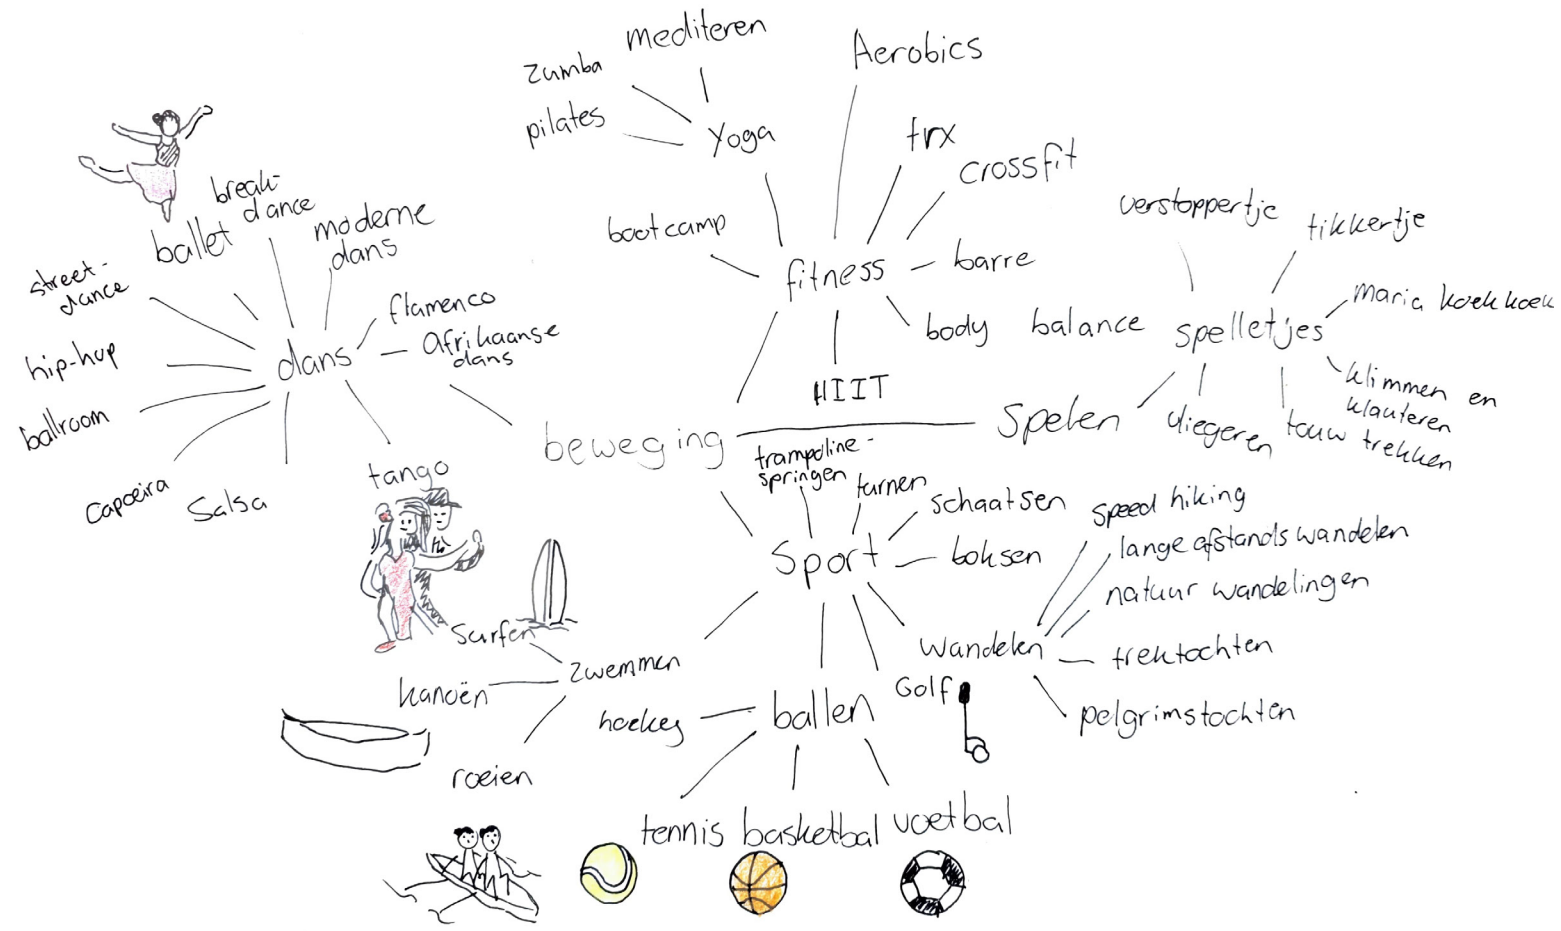 mediteren
zumba
pilates
yoga
Aerobics
trx
crossfit
bootcamp
fitness
barre
body balance
HIIT
break-
dance
ballet
moderne
dans
street-
dance
flamenco
Afrikaanse
dans
hip-hop
dans
ballroom
capoeira
Salsa
tango
beweging
verstoppertje
tikkertje
maria koekkoek
spelletjes
klimmen en
klauteren
Spelen
vliegeren
touw trekken
trampoline-
springen
turnen
schaatsen
Sport
boksen
speed hiking
lange afstands wandelen
natuur wandelingen
wandelen
trektochten
pelgrimstochten
Surfen
zwemmen
kanoën
roeien
hockey
ballen
Golf
tennis
basketbal
voetbal